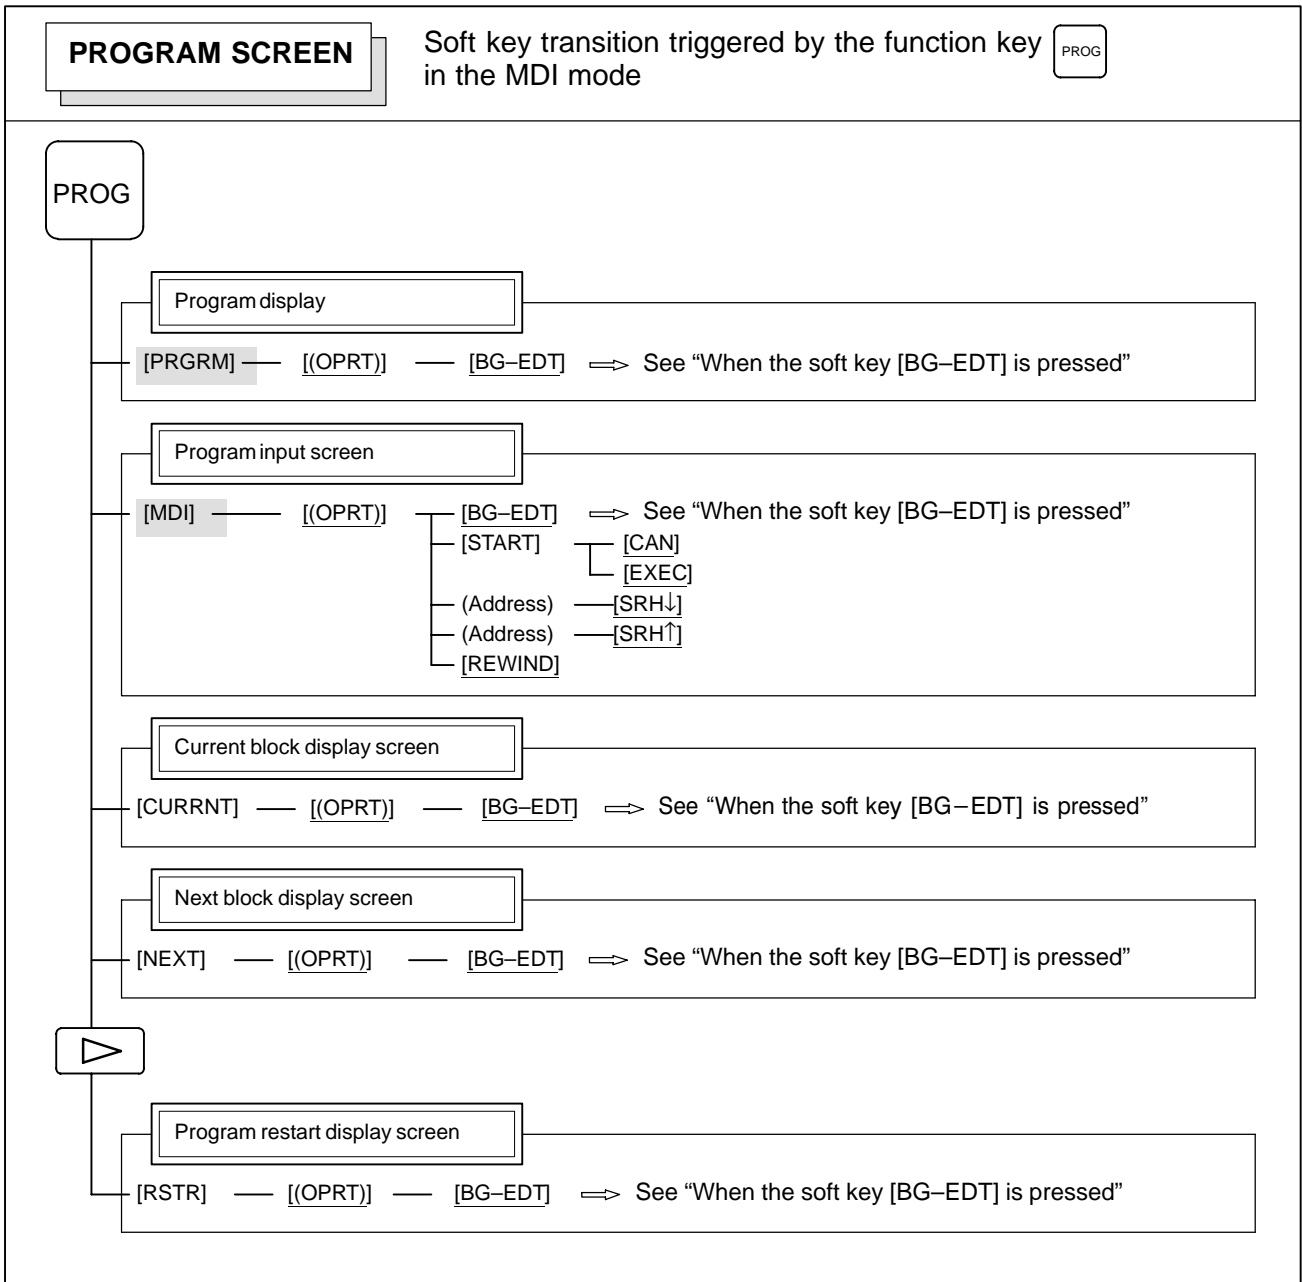 PROGRAM SCREEN
Soft key transition triggered by the function key PROG
in the MDI mode
PROG
Program display
[PRGRM] [(OPRT)] [BG–EDT] See “When the soft key [BG–EDT] is pressed”
Program input screen
[MDI] [(OPRT)] [BG–EDT] See “When the soft key [BG–EDT] is pressed”
[START] [CAN]
[EXEC]
(Address) [SRH↓]
(Address) [SRH↑]
[REWIND]
Current block display screen
[CURRNT] [(OPRT)] [BG–EDT] See “When the soft key [BG–EDT] is pressed”
Next block display screen
[NEXT] [(OPRT)] [BG–EDT] See “When the soft key [BG–EDT] is pressed”
Program restart display screen
[RSTR] [(OPRT)] [BG–EDT] See “When the soft key [BG–EDT] is pressed”